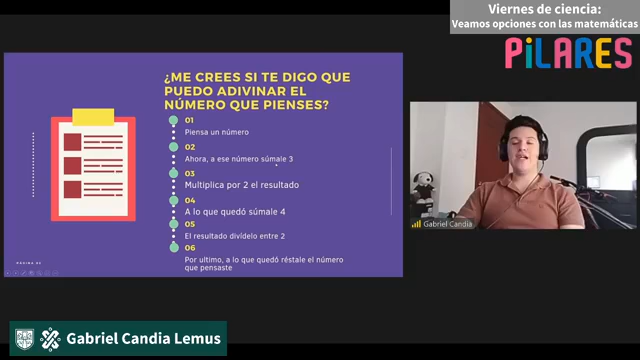 Viernes de ciencia:
Veamos opciones con las matemáticas
PiLARES
¿ME CREES SI TE DIGO QUE
PUEDO ADIVINAR EL
NÚMERO QUE PIENSES?
01
Piensa un número
02
Ahora, a ese número súmale 3
03
Multiplica por 2 el resultado
04
A lo que quedó súmale 4
05
El resultado divídelo entre 2
06
Por ultimo, a lo que quedó réstale el número
que pensaste
Gabriel Candia
Gabriel Candia Lemus